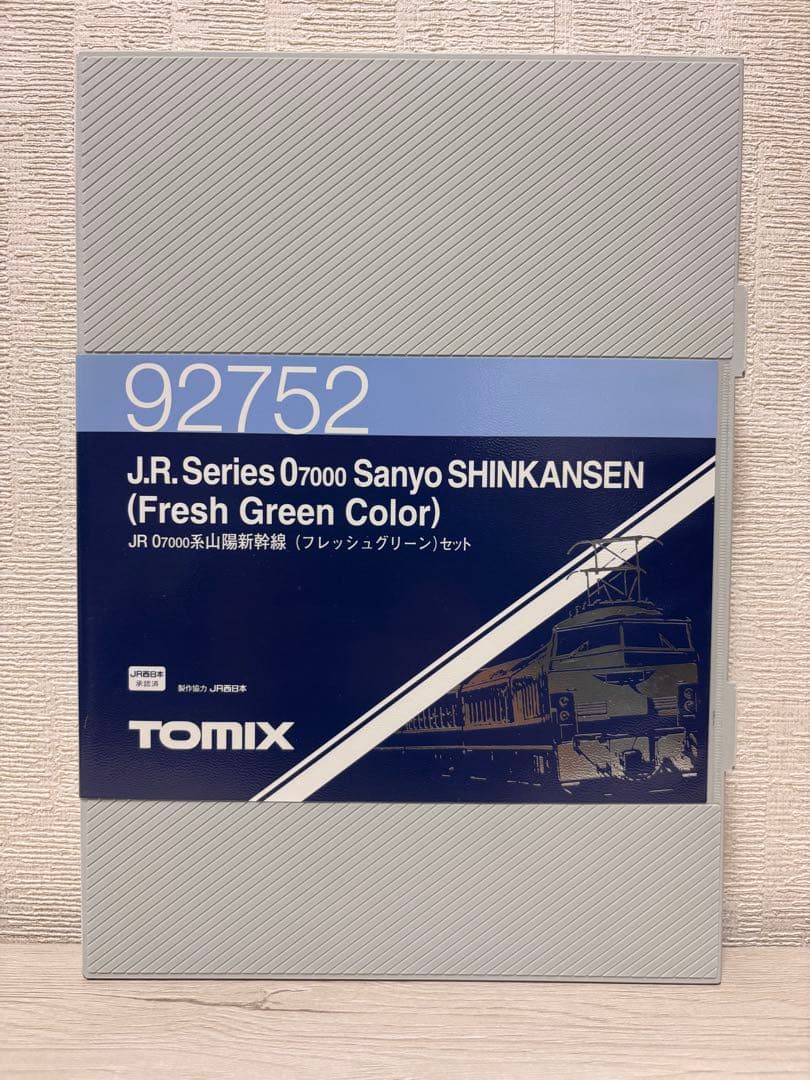 92752
J.R. Series 07000 Sanyo SHINKANSEN
(Fresh Green Color)
JR 07000系山陽新幹線 (フレッシュグリーン)セット
JR西日本
承認済
製作協力 JR西日本
TOMIX